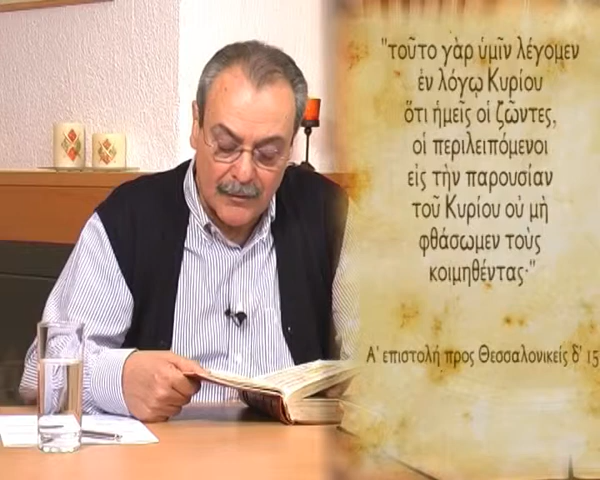 "τοῦτο γὰρ ὑμῖν λέγομεν
ἐν λόγῳ Κυρίου
ὅτι ἡμεῖς οἱ ζῶντες,
οἱ περιλειπόμενοι
εἰς τὴν παρουσίαν
τοῦ Κυρίου οὐ μὴ
φθάσωμεν τοὺς
κοιμηθέντας·"
Α' επιστολή προς Θεσσαλονικείς δ' 15